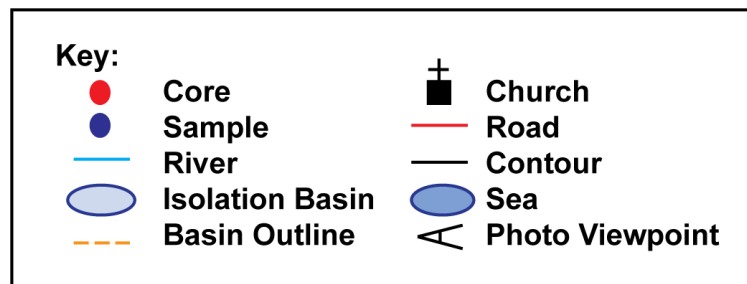 Key:
Core
Sample
River
Isolation Basin
Basin Outline
Church
Road
Contour
Sea
Photo Viewpoint